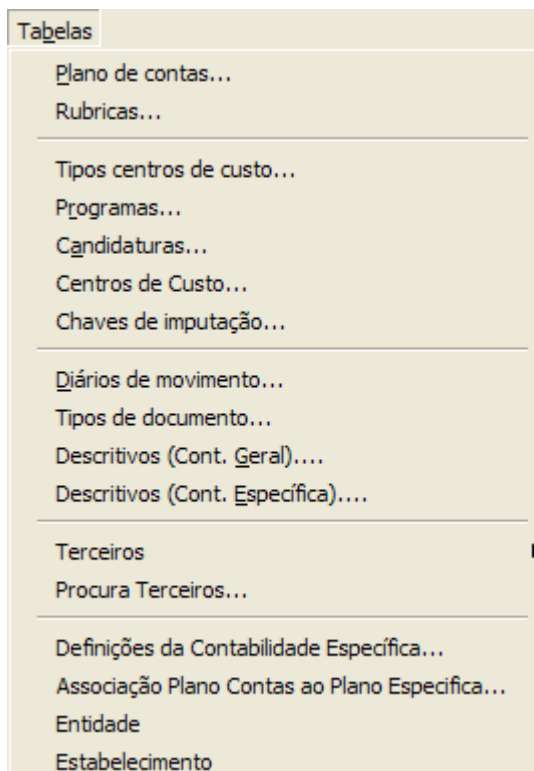 Tabelas
Plano de contas...
Rubricas...
Tipos centros de custo...
Programas...
Candidaturas...
Centros de Custo...
Chaves de imputação...
Diários de movimento...
Tipos de documento...
Descritivos (Cont. Geral)....
Descritivos (Cont. Específica)....
Terceiros
Procura Terceiros...
Definições da Contabilidade Específica...
Associação Plano Contas ao Plano Especifica...
Entidade
Estabelecimento